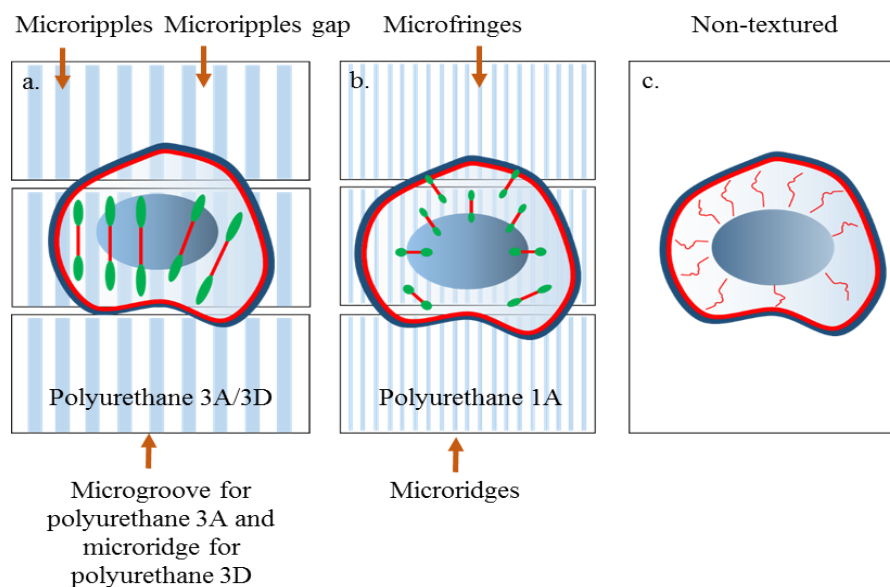 Microripples
Microripples gap
Microfringes
Non-textured
a.
b.
c.
Polyurethane 3A/3D
Polyurethane 1A
Microgroove for
polyurethane 3A and
microridge for
polyurethane 3D
Microridges